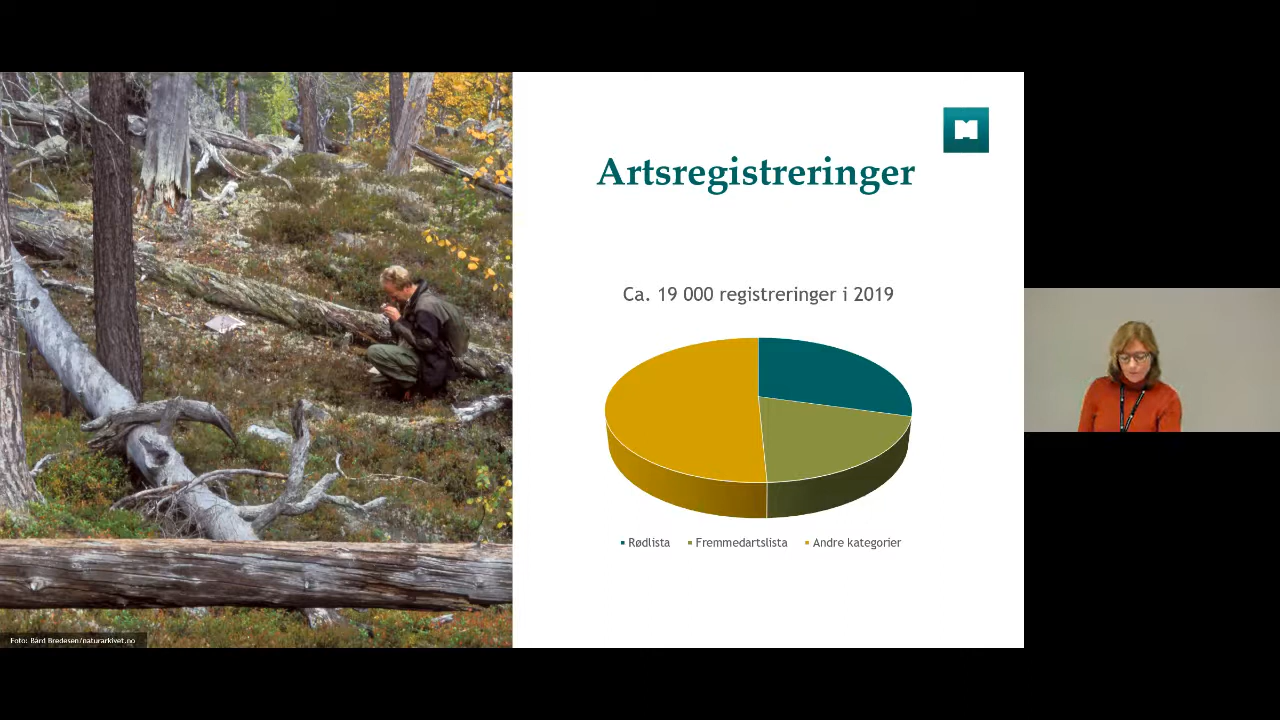 Artsregistreringer
Ca. 19 000 registreringer i 2019
Rødlista Fremmedartslista Andre kategorier
Foto: Bård Bredesen/naturarkivet.no